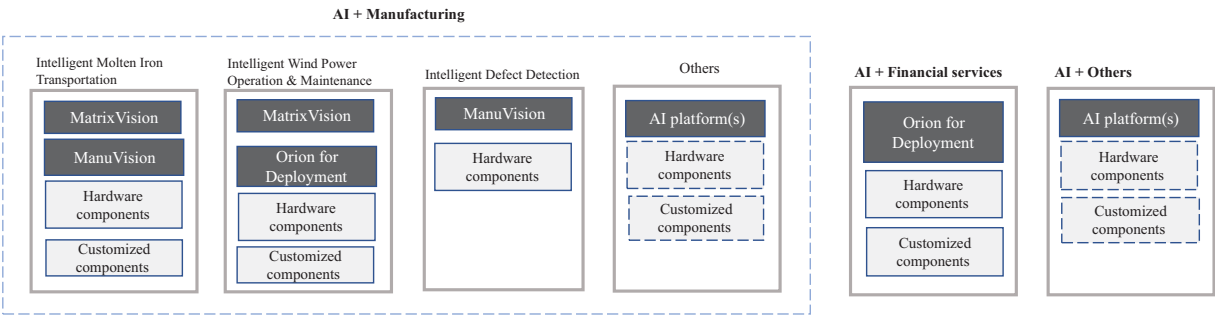 AI + Manufacturing
Intelligent Molten Iron
Transportation
MatrixVision
ManuVision
Hardware
components
Customized
components
Intelligent Wind Power
Operation & Maintenance
MatrixVision
Orion for
Deployment
Hardware
components
Customized
components
Intelligent Defect Detection
ManuVision
Hardware
components
Others
AI platform(s)
Hardware
components
Customized
components
AI + Financial services
Orion for
Deployment
Hardware
components
Customized
components
AI + Others
AI platform(s)
Hardware
components
Customized
components